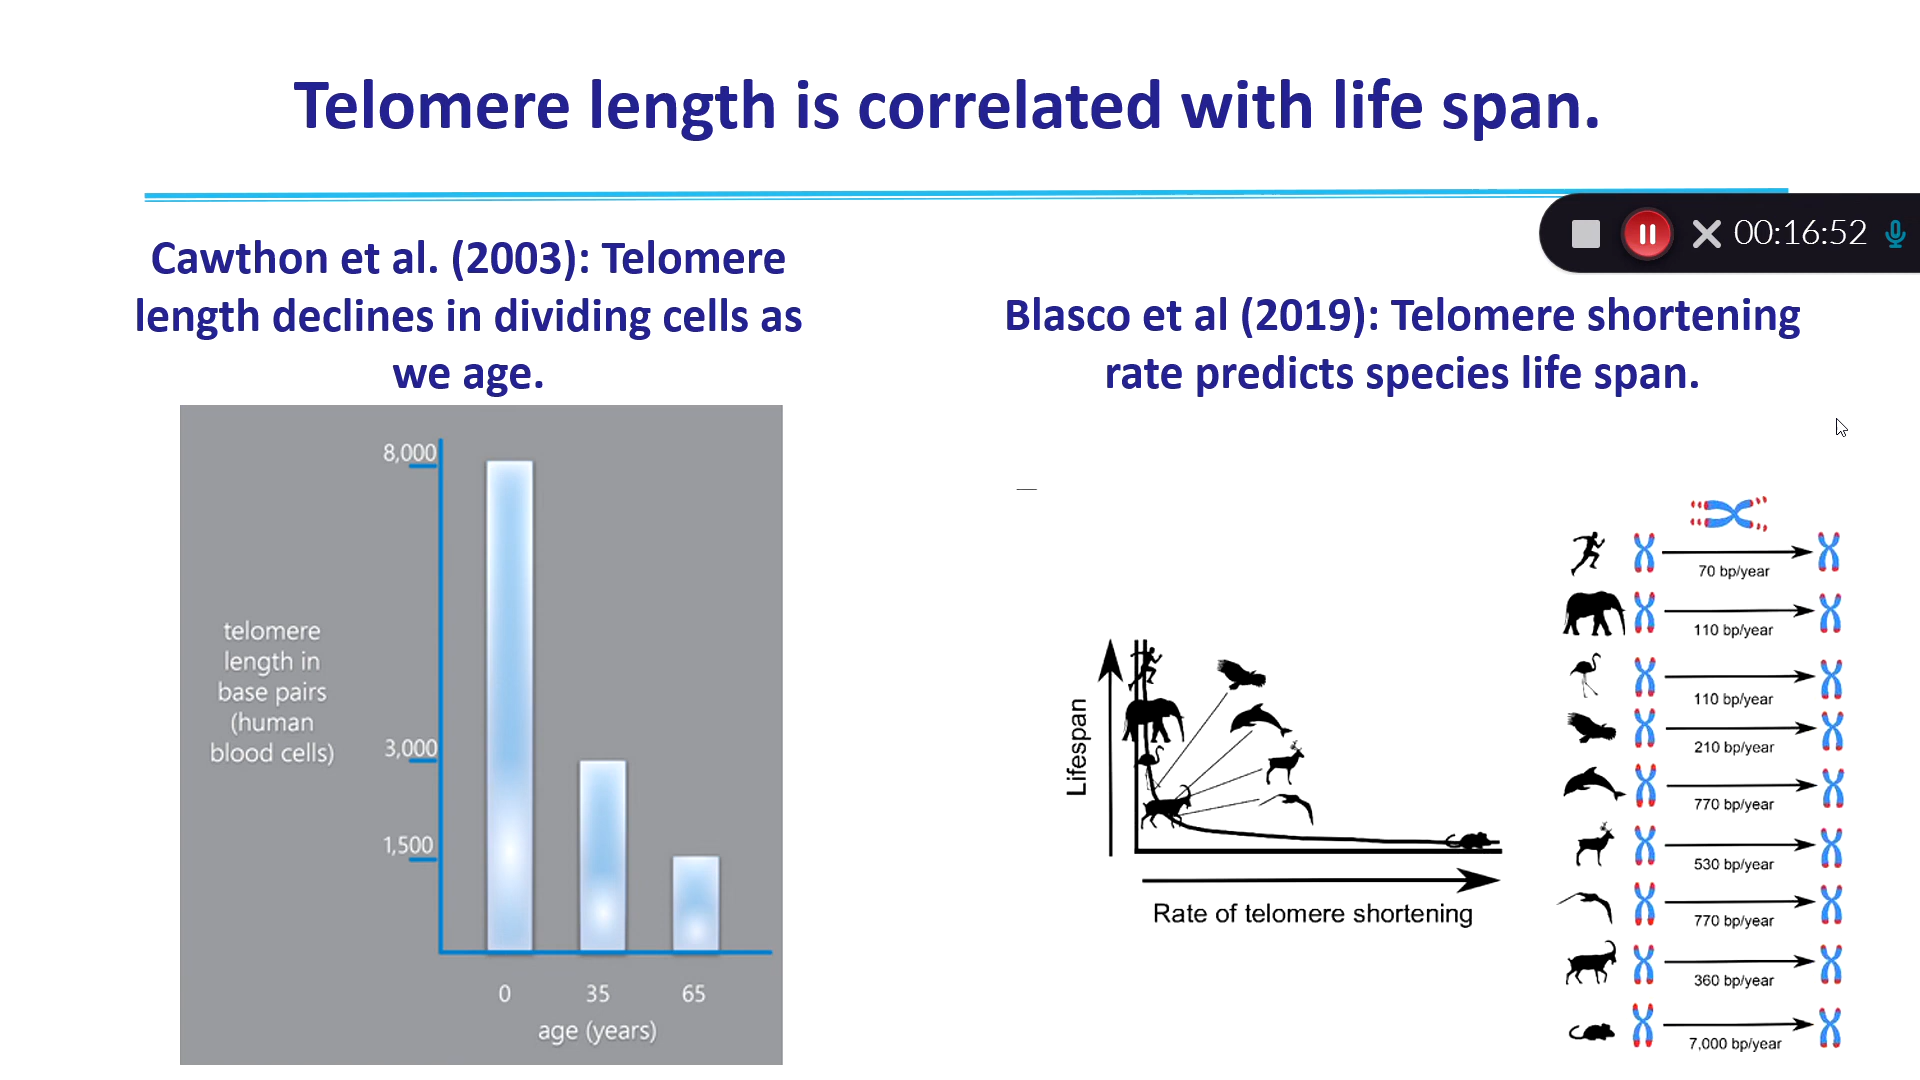 Telomere length is correlated with life span.
00:16:52
Cawthon et al. (2003): Telomere
length declines in dividing cells as
we age.
Blasco et al (2019): Telomere shortening
rate predicts species life span.
8,000
3,000
1,500
telomere
length in
base pairs
(human
blood cells)
0 35 65
age (years)
Lifespan
Rate of telomere shortening
70 bp/year
110 bp/year
110 bp/year
210 bp/year
770 bp/year
530 bp/year
770 bp/year
360 bp/year
7,000 bp/year